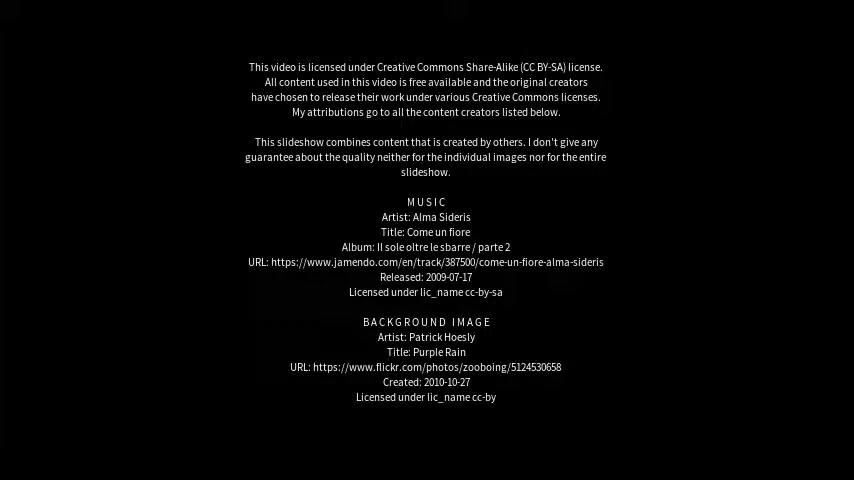 This video is licensed under Creative Commons Share-Alike (CC BY-SA) license.
All content used in this video is free available and the original creators
have chosen to release their work under various Creative Commons licenses.
My attributions go to all the content creators listed below.
This slideshow combines content that is created by others. I don't give any
guarantee about the quality neither for the individual images nor for the entire
slideshow.
MUSIC
Artist: Alma Sideris
Title: Come un fiore
Album: Il sole oltre le sbarre / parte 2
URL: https://www.jamendo.com/en/track/387500/come-un-fiore-alma-sideris
Released: 2009-07-17
Licensed under lic_name cc-by-sa
BACKGROUND IMAGE
Artist: Patrick Hoesly
Title: Purple Rain
URL: https://www.flickr.com/photos/zooboing/5124530658
Created: 2010-10-27
Licensed under lic_name cc-by